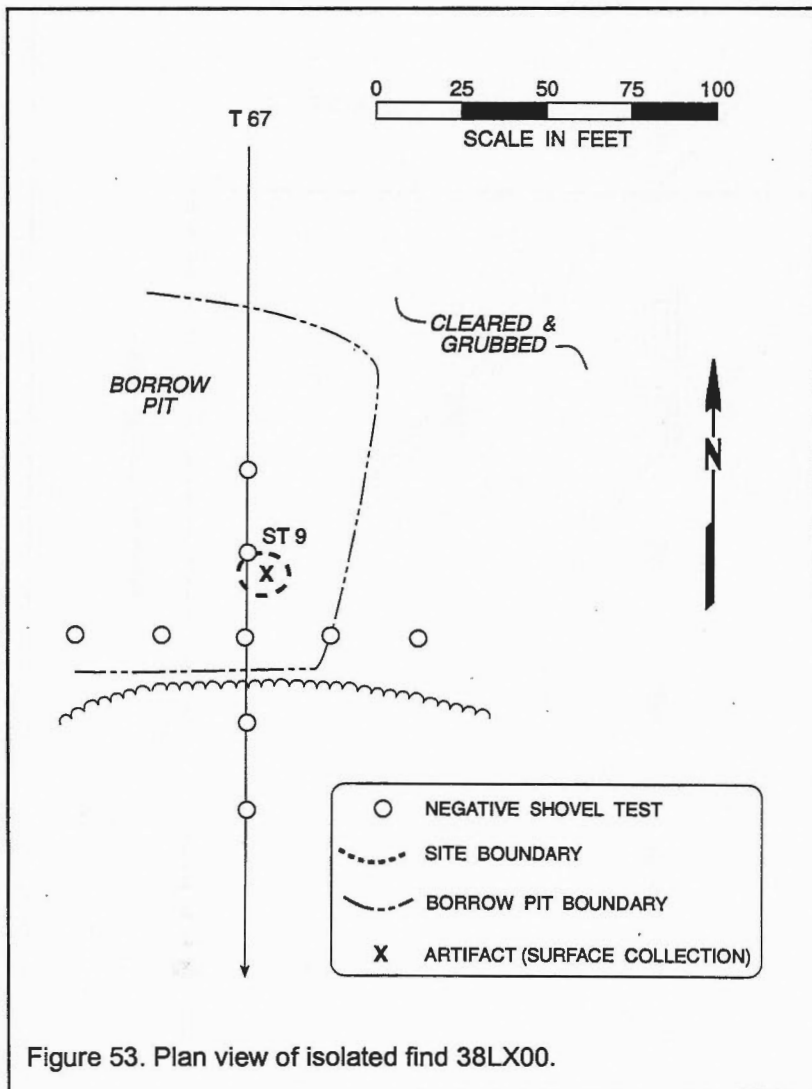 0 25 50 75 100
SCALE IN FEET
T 67
CLEARED &
GRUBBED
BORROW
PIT
N
ST 9
X
NEGATIVE SHOVEL TEST
SITE BOUNDARY
BORROW PIT BOUNDARY
X ARTIFACT (SURFACE COLLECTION)
Figure 53. Plan view of isolated find 38LX00.